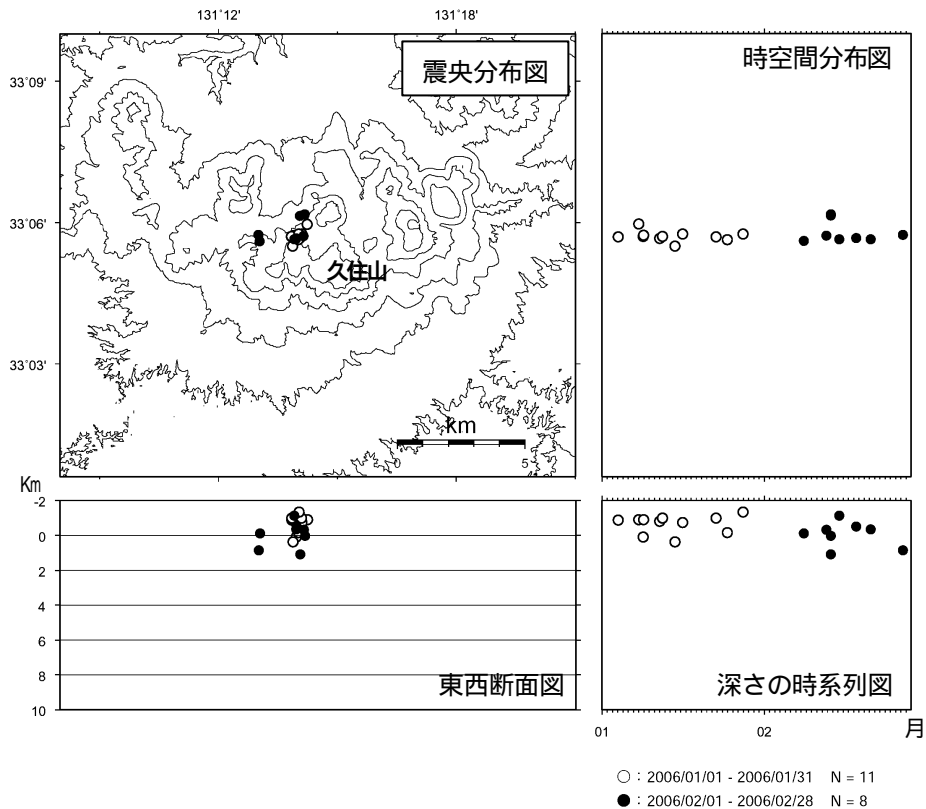 131°12' 131°18'
33°09'
33°06'
33°03'
震央分布図
久住山
km
0 5
時空間分布図
Km
-2
0
2
4
6
8
10
東西断面図
深さの時系列図
01 02 月
○ : 2006/01/01 - 2006/01/31 N = 11
● : 2006/02/01 - 2006/02/28 N = 8